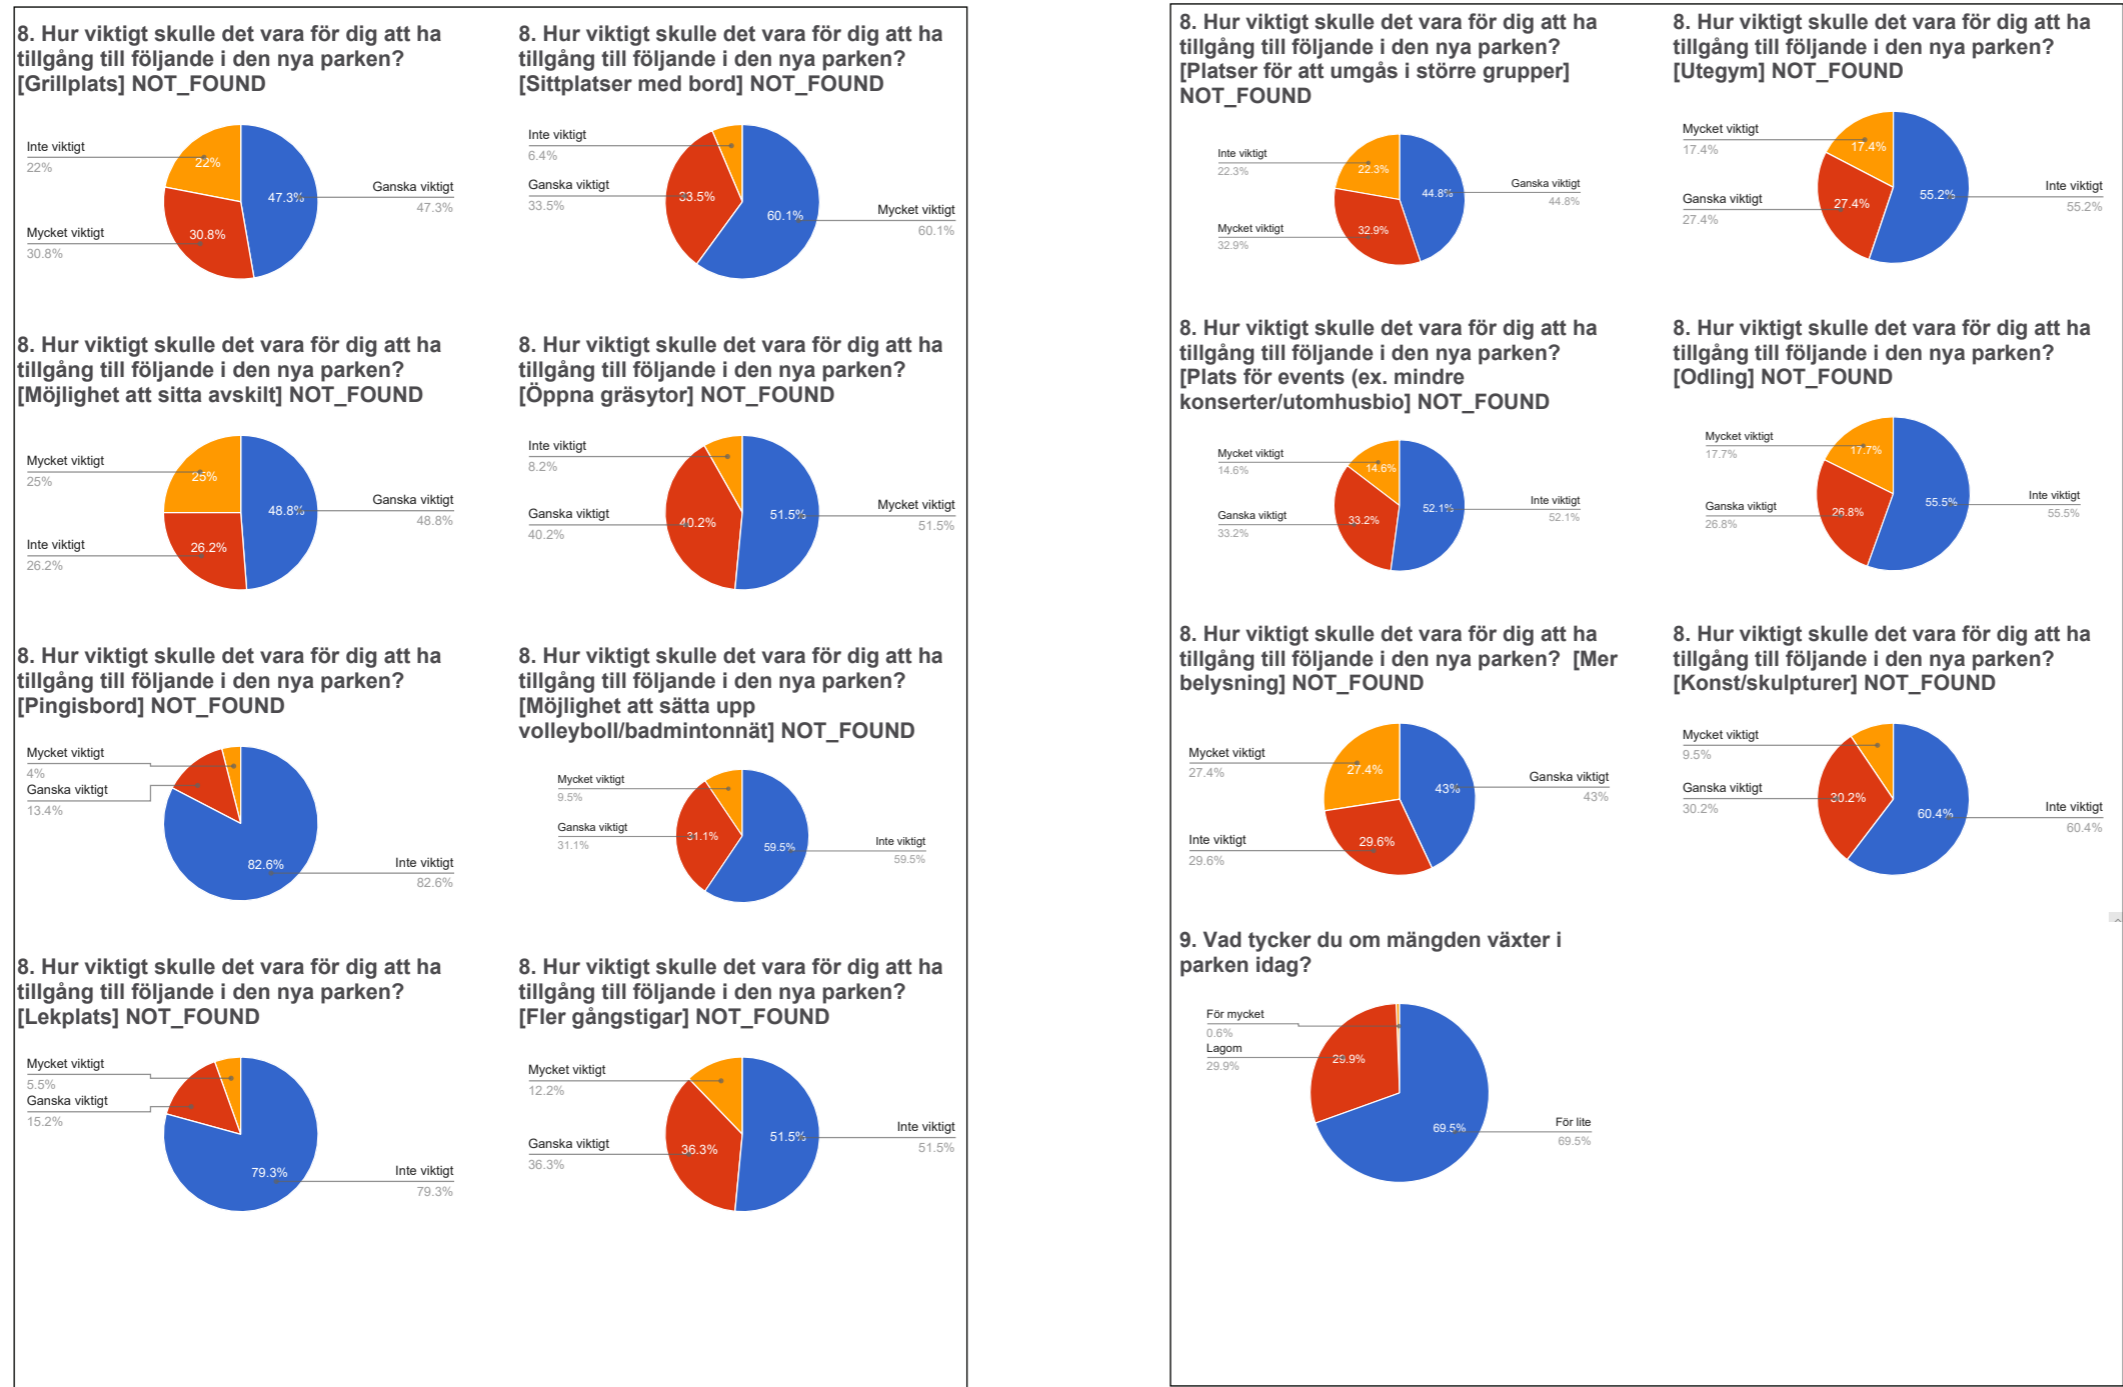 8. Hur viktigt skulle det vara för dig att ha
tillgång till följande i den nya parken?
[Grillplats] NOT_FOUND
Inte viktigt
22%
Mycket viktigt
30.8%
22%
30.8%
47.3%
Ganska viktigt
47.3%
8. Hur viktigt skulle det vara för dig att ha
tillgång till följande i den nya parken?
[Sittplatser med bord] NOT_FOUND
Inte viktigt
6.4%
Ganska viktigt
33.5%
33.5%
60.1%
Mycket viktigt
60.1%
8. Hur viktigt skulle det vara för dig att ha
tillgång till följande i den nya parken?
[Möjlighet att sitta avskilt] NOT_FOUND
Mycket viktigt
25%
Inte viktigt
26.2%
25%
26.2%
48.8%
Ganska viktigt
48.8%
8. Hur viktigt skulle det vara för dig att ha
tillgång till följande i den nya parken?
[Öppna gräsytor] NOT_FOUND
Inte viktigt
8.2%
Ganska viktigt
40.2%
40.2%
51.5%
Mycket viktigt
51.5%
8. Hur viktigt skulle det vara för dig att ha
tillgång till följande i den nya parken?
[Pingisbord] NOT_FOUND
Mycket viktigt
4%
Ganska viktigt
13.4%
82.6%
Inte viktigt
82.6%
8. Hur viktigt skulle det vara för dig att ha
tillgång till följande i den nya parken?
[Möjlighet att sätta upp
volleyboll/badmintonnät] NOT_FOUND
Mycket viktigt
9.5%
Ganska viktigt
31.1%
31.1%
59.5%
Inte viktigt
59.5%
8. Hur viktigt skulle det vara för dig att ha
tillgång till följande i den nya parken?
[Lekplats] NOT_FOUND
Mycket viktigt
5.5%
Ganska viktigt
15.2%
79.3%
Inte viktigt
79.3%
8. Hur viktigt skulle det vara för dig att ha
tillgång till följande i den nya parken?
[Fler gångstigar] NOT_FOUND
Mycket viktigt
12.2%
Ganska viktigt
36.3%
36.3%
51.5%
Inte viktigt
51.5%
8. Hur viktigt skulle det vara för dig att ha
tillgång till följande i den nya parken?
[Platser för att umgås i större grupper]
NOT_FOUND
Inte viktigt
22.3%
Mycket viktigt
32.9%
22.3%
32.9%
44.8%
Ganska viktigt
44.8%
8. Hur viktigt skulle det vara för dig att ha
tillgång till följande i den nya parken?
[Utegym] NOT_FOUND
Mycket viktigt
17.4%
Ganska viktigt
27.4%
17.4%
27.4%
55.2%
Inte viktigt
55.2%
8. Hur viktigt skulle det vara för dig att ha
tillgång till följande i den nya parken?
[Plats för events (ex. mindre
konserter/utomhusbio] NOT_FOUND
Mycket viktigt
14.6%
Ganska viktigt
33.2%
14.6%
33.2%
52.1%
Inte viktigt
52.1%
8. Hur viktigt skulle det vara för dig att ha
tillgång till följande i den nya parken?
[Odling] NOT_FOUND
Mycket viktigt
17.7%
Ganska viktigt
26.8%
17.7%
26.8%
55.5%
Inte viktigt
55.5%
8. Hur viktigt skulle det vara för dig att ha
tillgång till följande i den nya parken? [Mer
belysning] NOT_FOUND
Mycket viktigt
27.4%
Inte viktigt
29.6%
27.4%
29.6%
43%
Ganska viktigt
43%
8. Hur viktigt skulle det vara för dig att ha
tillgång till följande i den nya parken?
[Konst/skulpturer] NOT_FOUND
Mycket viktigt
9.5%
Ganska viktigt
30.2%
30.2%
60.4%
Inte viktigt
60.4%
9. Vad tycker du om mängden växter i
parken idag?
För mycket
0.6%
Lagom
29.9%
29.9%
69.5%
För lite
69.5%